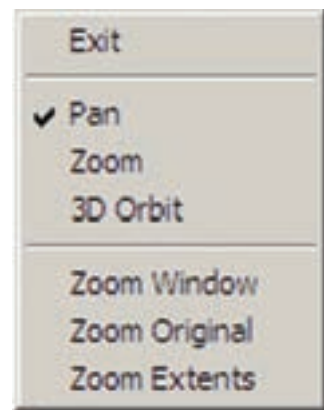 Exit
Pan
Zoom
3D Orbit
Zoom Window
Zoom Original
Zoom Extents